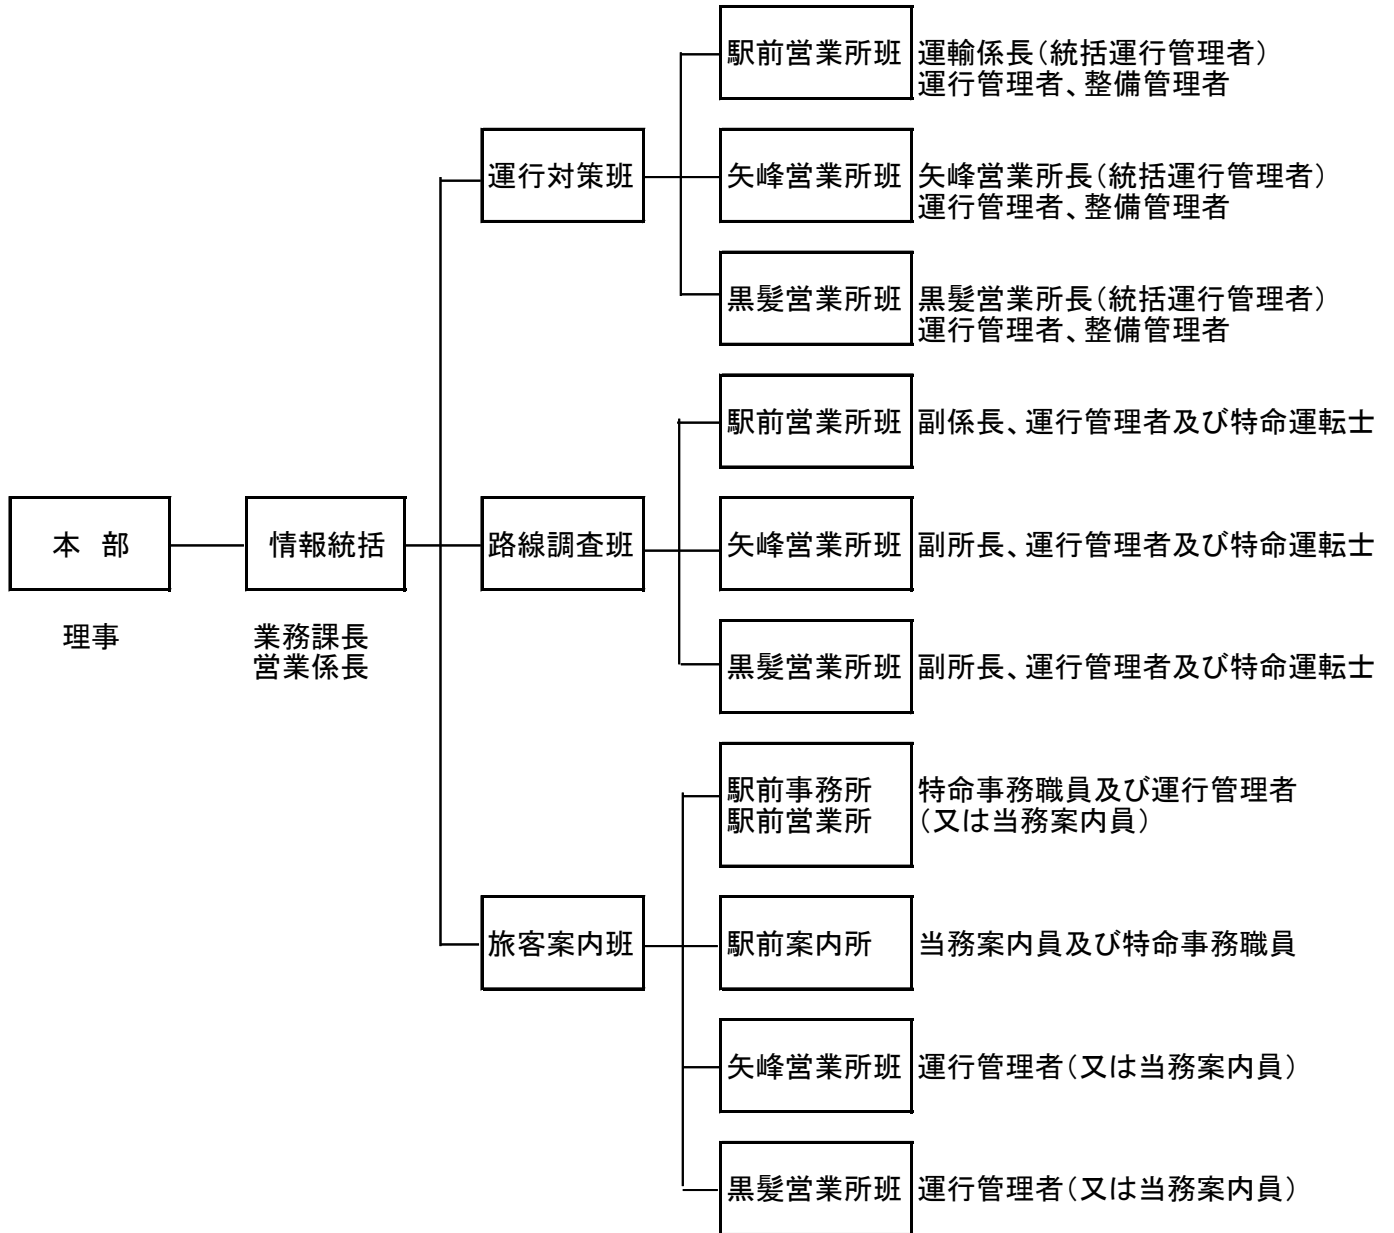 駅前営業所班
運輸係長（統括運行管理者）
運行管理者、整備管理者
運行対策班
矢峰営業所班
矢峰営業所長（統括運行管理者）
運行管理者、整備管理者
黒髪営業所班
黒髪営業所長（統括運行管理者）
運行管理者、整備管理者
駅前営業所班
副係長、運行管理者及び特命運転士
本 部
理事
情報統括
業務課長
営業係長
路線調査班
矢峰営業所班
副所長、運行管理者及び特命運転士
黒髪営業所班
副所長、運行管理者及び特命運転士
駅前事務所
駅前営業所
特命事務職員及び運行管理者
（又は当務案内員）
旅客案内班
駅前案内所
当務案内員及び特命事務職員
矢峰営業所班
運行管理者（又は当務案内員）
黒髪営業所班
運行管理者（又は当務案内員）